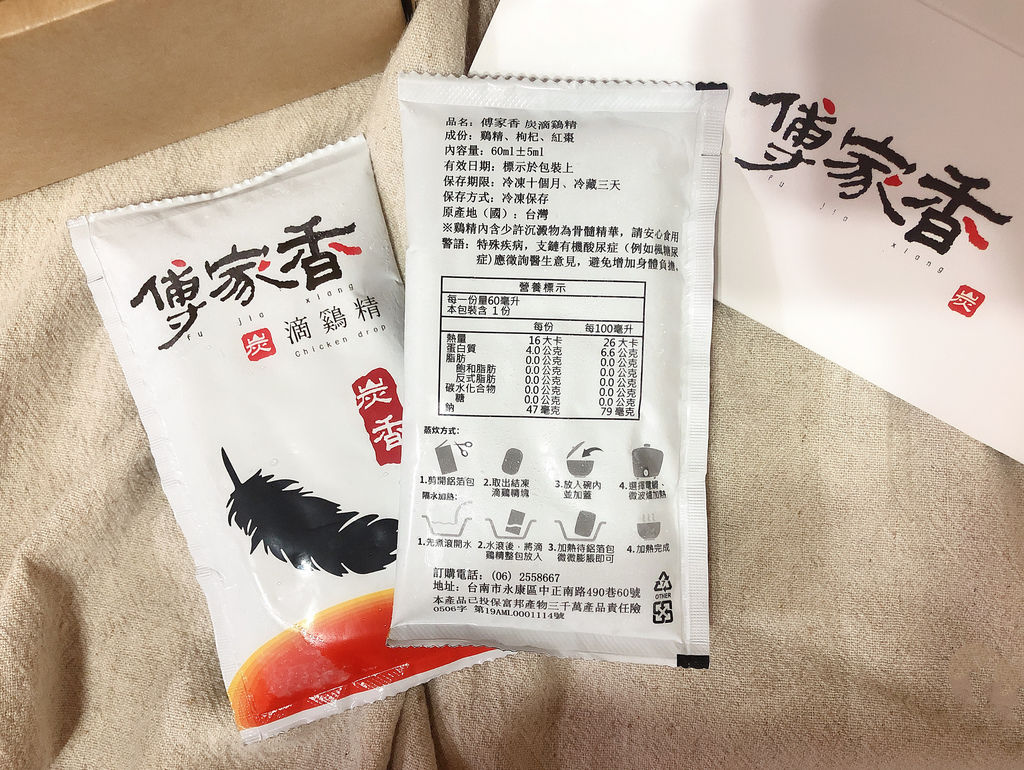 傅家香
fu jia xiang
炭 滴鷄精
Chicken drop
炭香
品名：傅家香 炭滴鷄精
成份：鷄精、枸杞、紅棗
內容量：60ml±5ml
有效日期：標示於包裝上
保存期限：冷凍十個月、冷藏三天
保存方式：冷凍保存
原產地（國）：台灣
※鷄精內含少許沉澱物為骨髓精華，請安心食用
警語：特殊疾病，支鏈有機酸尿症（例如楓糖尿
症)應徵詢醫生意見，避免增加身體負擔。
營養標示
每一份量60毫升
本包裝含 1 份
每份 每100毫升
熱量 16 大卡 26 大卡
蛋白質 4.0 公克 6.6 公克
脂肪 0.0 公克 0.0 公克
飽和脂肪 0.0 公克 0.0 公克
反式脂肪 0.0 公克 0.0 公克
碳水化合物 0.0 公克 0.0 公克
糖 0.0 公克 0.0 公克
鈉 47 毫克 79 毫克
蒸炊方式：
1.剪開鋁箔包 2.取出結凍滴鷄精塊 3.放入碗內並加蓋 4.選擇電鍋、微波爐加熱
隔水加熱：
1.先煮滾開水 2.水滾後，將滴鷄精整包放入 3.加熱待鋁箔包微微膨脹即可 4.加熱完成
訂購電話：(06) 2558667
地址：台南市永康區中正南路490巷60號
本產品已投保富邦產物三千萬產品責任險
0506字 第19AML0001114號
OTHER
傅家香
fu jia xiang
炭